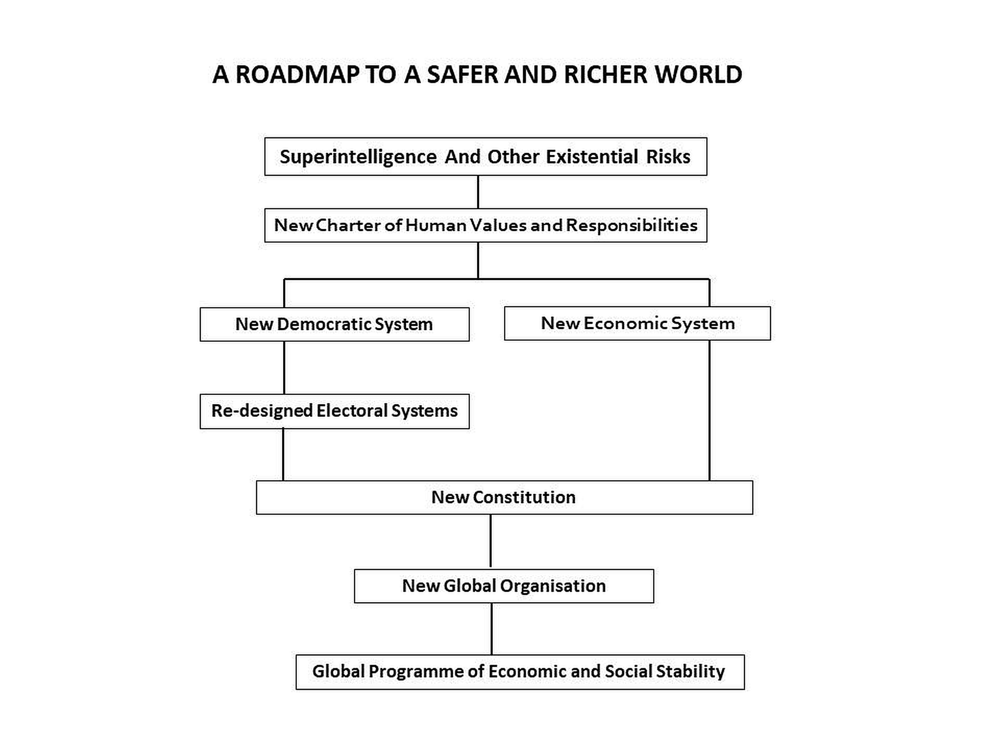 A ROADMAP TO A SAFER AND RICHER WORLD
Superintelligence And Other Existential Risks
New Charter of Human Values and Responsibilities
New Democratic System
New Economic System
Re-designed Electoral Systems
New Constitution
New Global Organisation
Global Programme of Economic and Social Stability